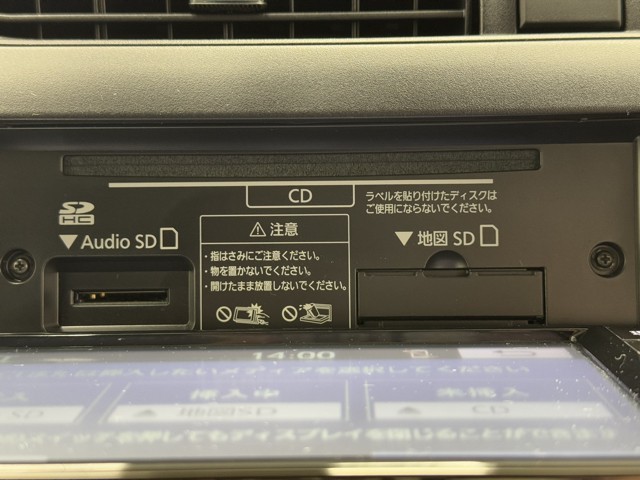 CD
ラベルを貼り付けたディスクは
ご使用にならないでください。
SD
HC
▼Audio SD
⚠注意
・指はさみにご注意ください。
・物を置かないでください。
・開けたまま放置しないでください。
▼地図 SD
14:00
挿入中
未挿入
SD
地図SD
CD